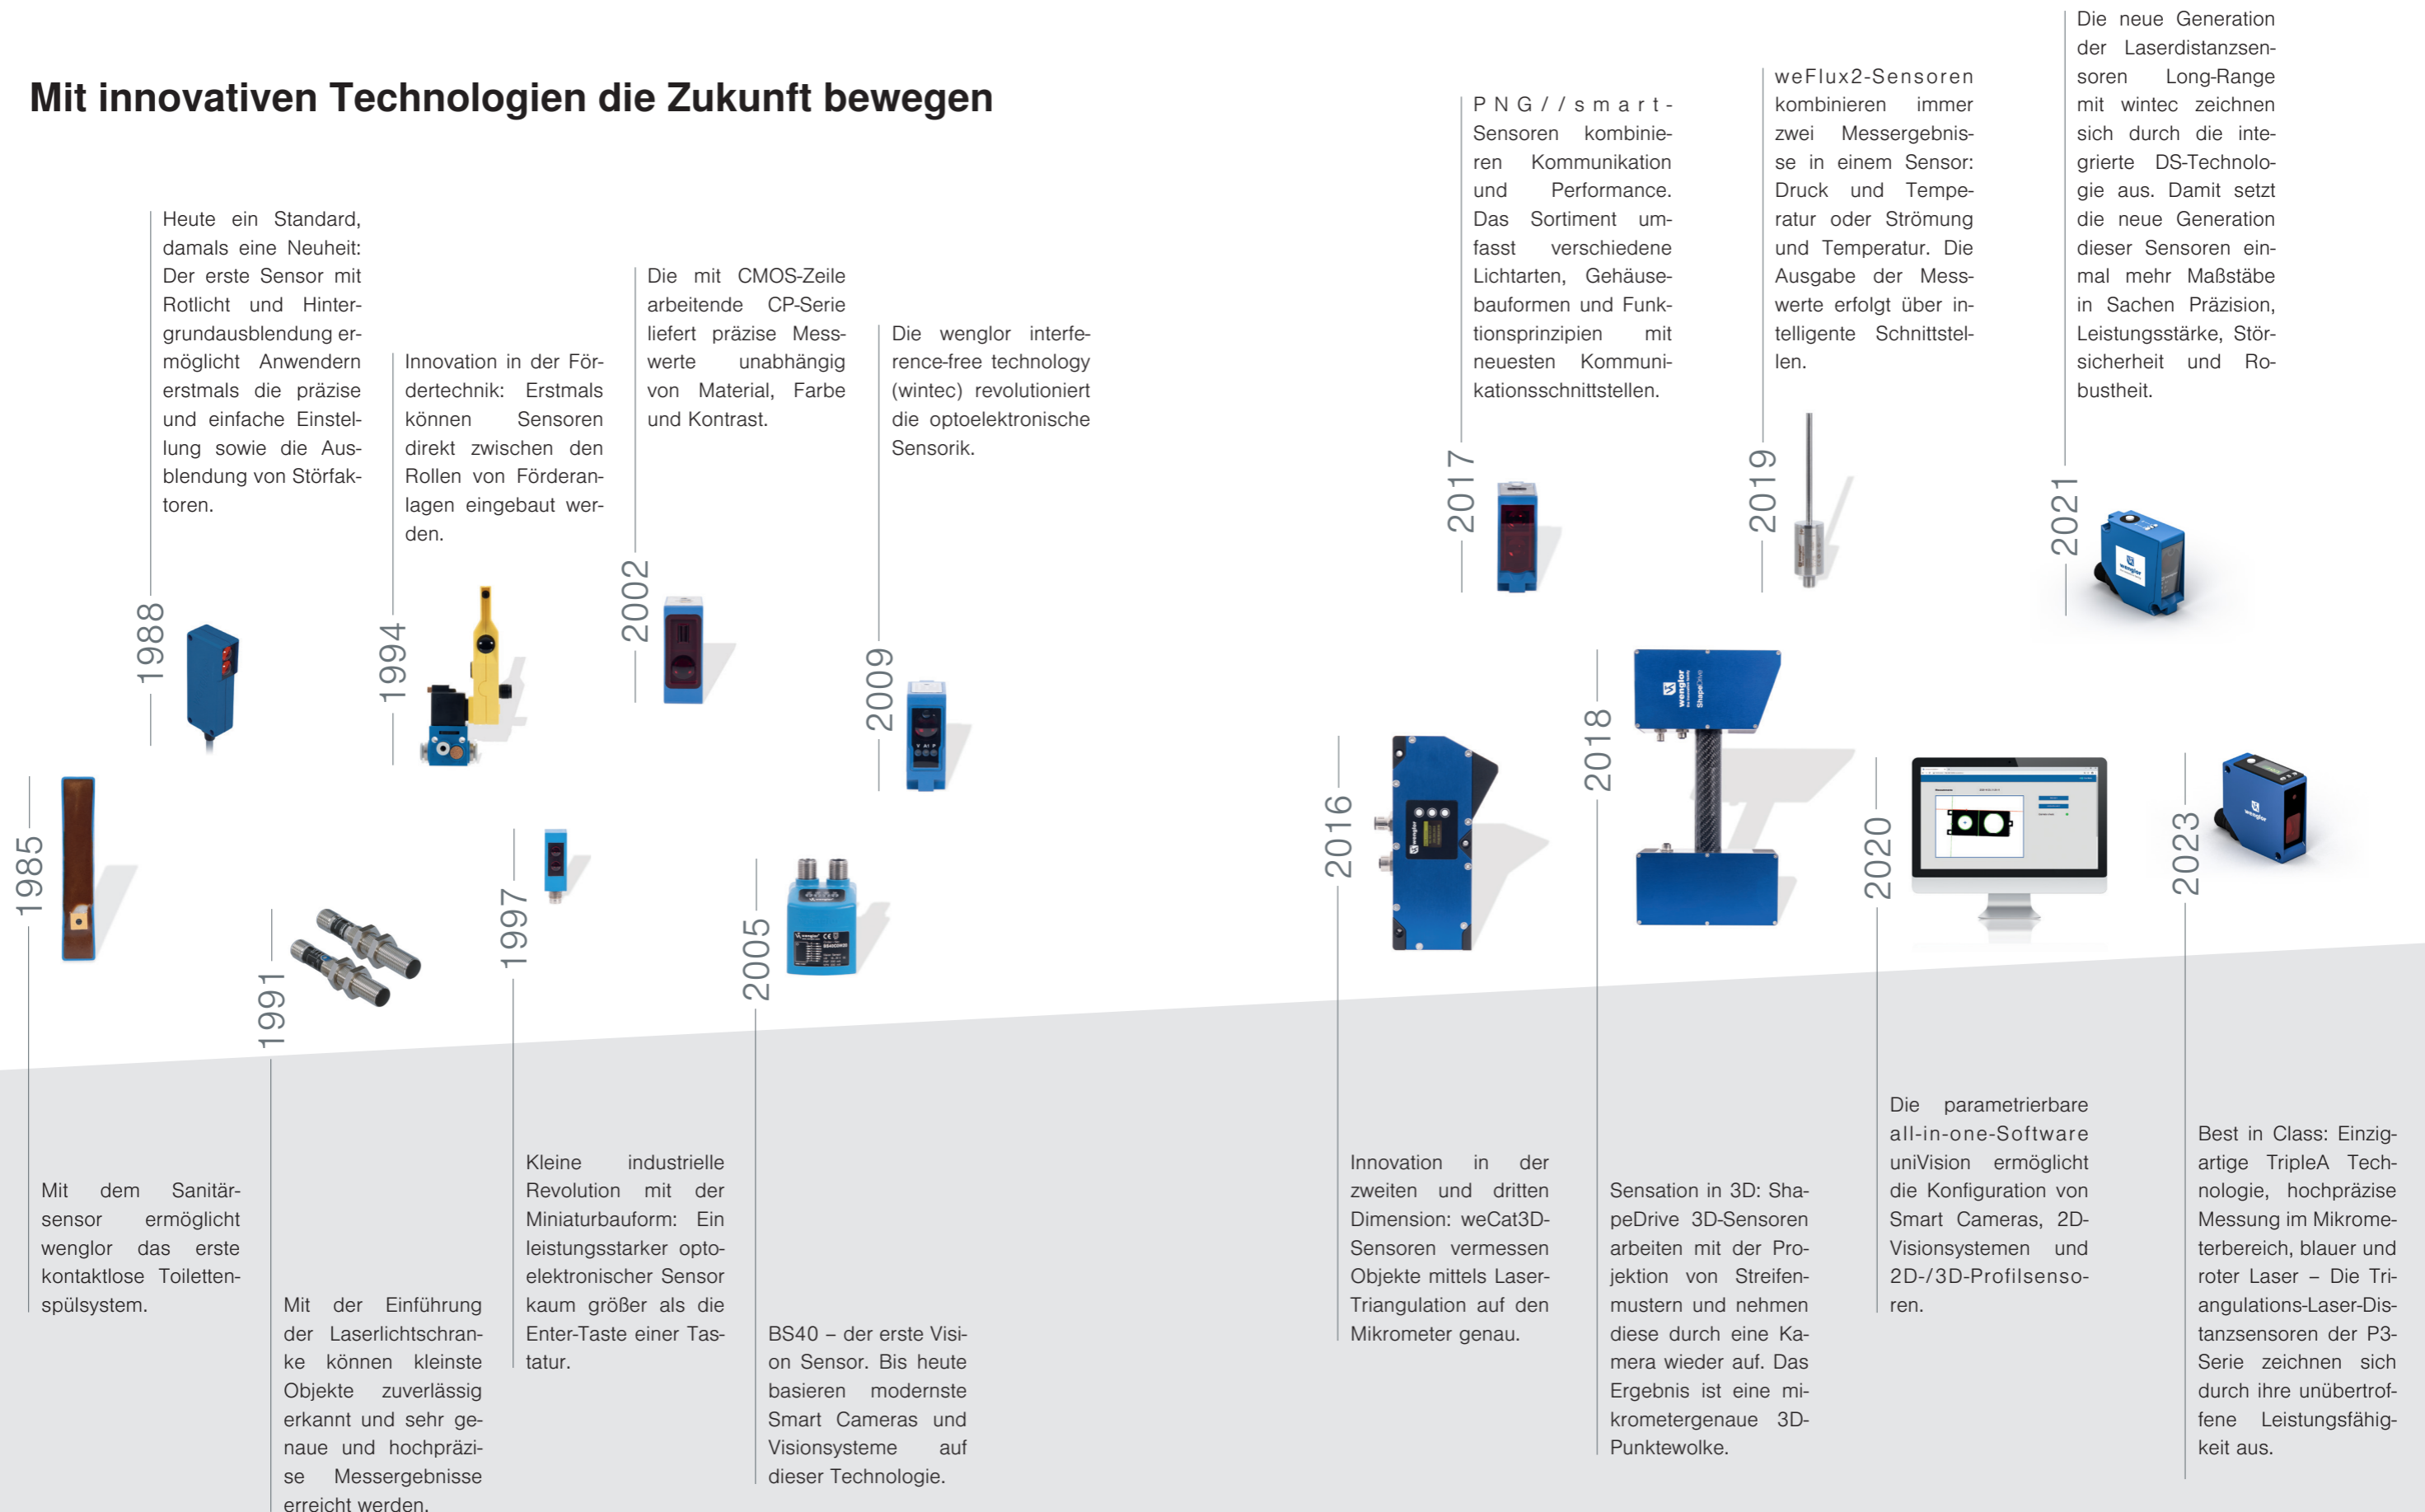 Mit innovativen Technologien die Zukunft bewegen
1985
Mit dem Sanitär-
sensor ermöglicht
wenglor das erste
kontaktlose Toiletten-
spülsystem.
Heute ein Standard,
damals eine Neuheit:
Der erste Sensor mit
Rotlicht und Hinter-
grundausblendung er-
möglicht Anwendern
erstmals die präzise
und einfache Einstel-
lung sowie die Aus-
blendung von Störfak-
toren.
1988
1991
Mit der Einführung
der Laserlichtschran-
ke können kleinste
Objekte zuverlässig
erkannt und sehr ge-
naue und hochpräzi-
se Messergebnisse
erreicht werden.
Innovation in der För-
dertechnik: Erstmals
können Sensoren
direkt zwischen den
Rollen von Förderan-
lagen eingebaut wer-
den.
1994
1997
Kleine industrielle
Revolution mit der
Miniaturbauform: Ein
leistungsstarker opto-
elektronischer Sensor
kaum größer als die
Enter-Taste einer Tas-
tatur.
Die mit CMOS-Zeile
arbeitende CP-Serie
liefert präzise Mess-
werte unabhängig
von Material, Farbe
und Kontrast.
2002
2005
wenglor
BS40 – der erste Visi-
on Sensor. Bis heute
basieren modernste
Smart Cameras und
Visionsysteme auf
dieser Technologie.
Die wenglor interfe-
rence-free technology
(wintec) revolutioniert
die optoelektronische
Sensorik.
2009
2016
wenglor
Innovation in der
zweiten und dritten
Dimension: weCat3D-
Sensoren vermessen
Objekte mittels Laser-
Triangulation auf den
Mikrometer genau.
PNG//smart-
Sensoren kombinie-
ren Kommunikation
und Performance.
Das Sortiment um-
fasst verschiedene
Lichtarten, Gehäuse-
bauformen und Funk-
tionsprinzipien mit
neuesten Kommuni-
kationsschnittstellen.
2017
2018
wenglor
ShapeDrive
Sensation in 3D: Sha-
peDrive 3D-Sensoren
arbeiten mit der Pro-
jektion von Streifen-
mustern und nehmen
diese durch eine Ka-
mera wieder auf. Das
Ergebnis ist eine mi-
krometergenaue 3D-
Punktewolke.
weFlux2-Sensoren
kombinieren immer
zwei Messergebnis-
se in einem Sensor:
Druck und Tempe-
ratur oder Strömung
und Temperatur. Die
Ausgabe der Mess-
werte erfolgt über in-
telligente Schnittstel-
len.
2019
2020
Die parametrierbare
all-in-one-Software
uniVision ermöglicht
die Konfiguration von
Smart Cameras, 2D-
Visionsystemen und
2D-/3D-Profilsenso-
ren.
Die neue Generation
der Laserdistanzsen-
soren Long-Range
mit wintec zeichnen
sich durch die inte-
grierte DS-Technolo-
gie aus. Damit setzt
die neue Generation
dieser Sensoren ein-
mal mehr Maßstäbe
in Sachen Präzision,
Leistungsstärke, Stör-
sicherheit und Ro-
bustheit.
2021
wenglor
2023
wenglor
Best in Class: Einzig-
artige TripleA Tech-
nologie, hochpräzise
Messung im Mikrome-
terbereich, blauer und
roter Laser – Die Tri-
angulations-Laser-Dis-
tanzsensoren der P3-
Serie zeichnen sich
durch ihre unübertrof-
fene Leistungsfähig-
keit aus.